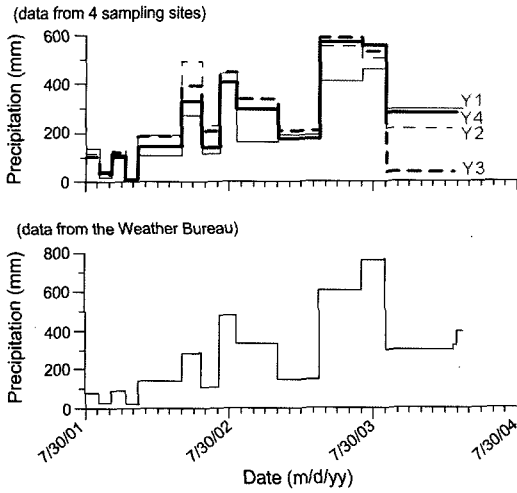 (data from 4 sampling sites)
Precipitation (mm)
600
400
200
0
Y1
Y4
Y2
Y3
(data from the Weather Bureau)
Precipitation (mm)
800
600
400
200
0
7/30/01
7/30/02
7/30/03
7/30/04
Date (m/d/yy)